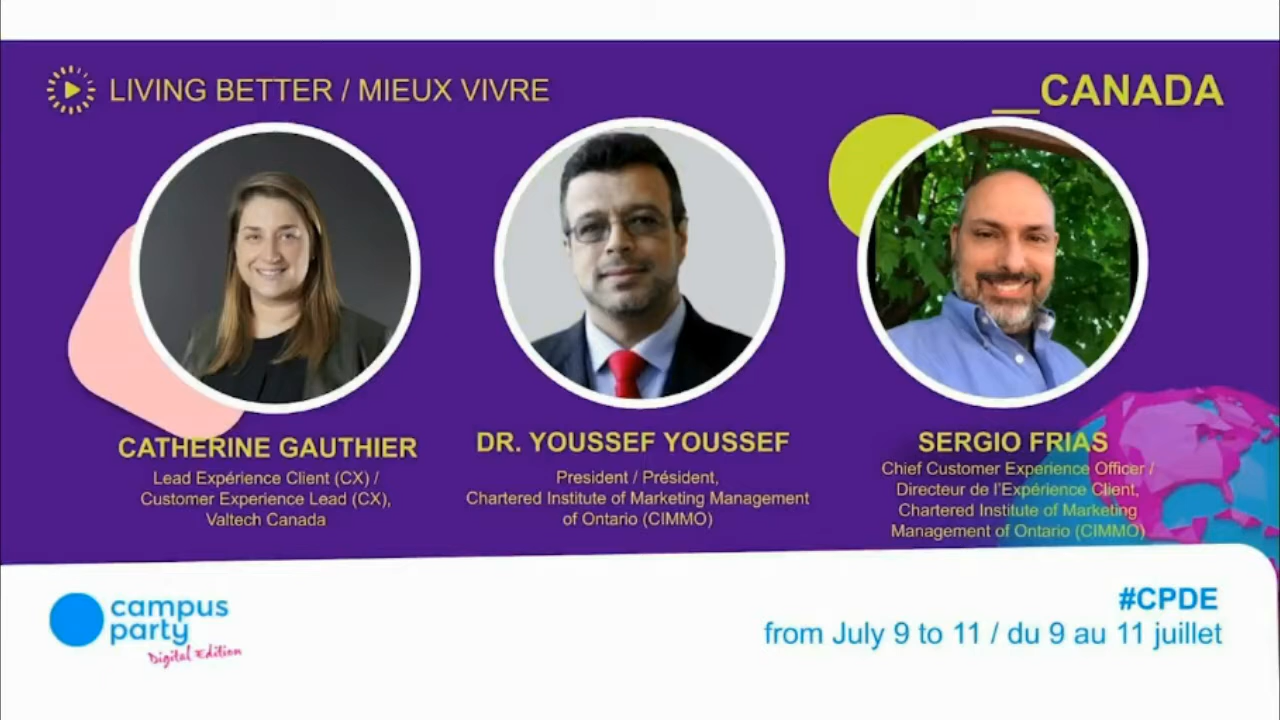 LIVING BETTER / MIEUX VIVRE
__CANADA
CATHERINE GAUTHIER
Lead Expérience Client (CX) /
Customer Experience Lead (CX),
Valtech Canada
DR. YOUSSEF YOUSSEF
President / Président,
Chartered Institute of Marketing Management
of Ontario (CIMMO)
SERGIO FRIAS
Chief Customer Experience Officer /
Directeur de l'Expérience Client,
Chartered Institute of Marketing
Management of Ontario (CIMMO)
campus
party
Digital Edition
#CPDE
from July 9 to 11 / du 9 au 11 juillet